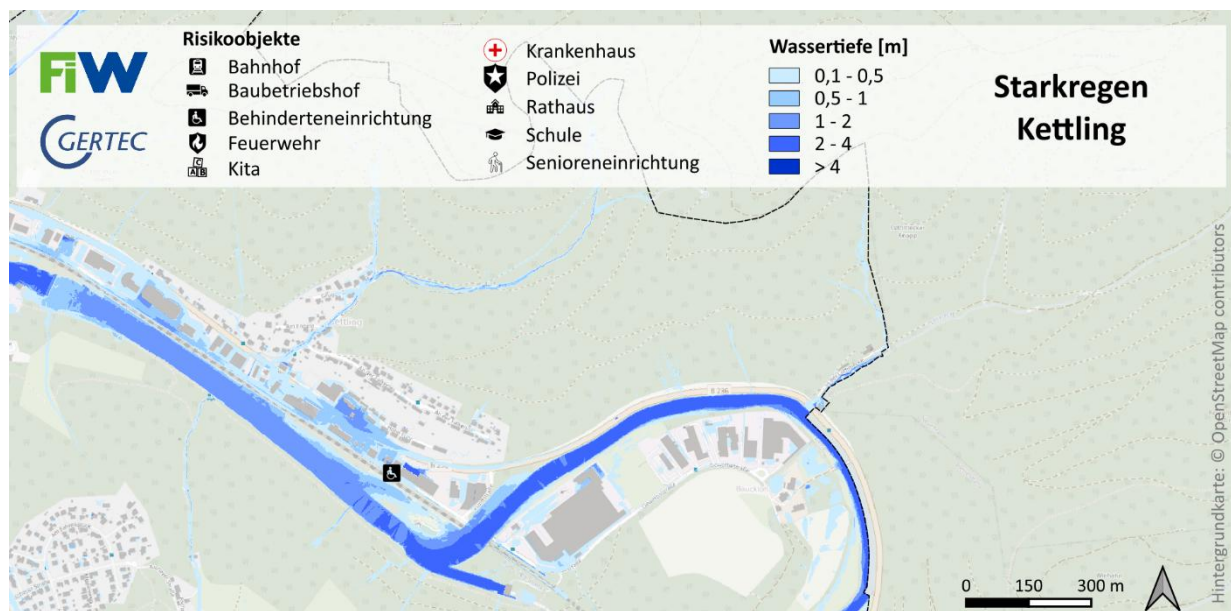 FiW
GERTEC
Risikoobjekte
Bahnhof
Baubetriebshof
Behinderteneinrichtung
Feuerwehr
Kita
Krankenhaus
Polizei
Rathaus
Schule
Senioreneinrichtung
Wassertiefe [m]
0,1 - 0,5
0,5 - 1
1 - 2
2 - 4
> 4
Starkregen
Kettling
0 150 300 m
Hintergrundkarte: © OpenStreetMap contributors